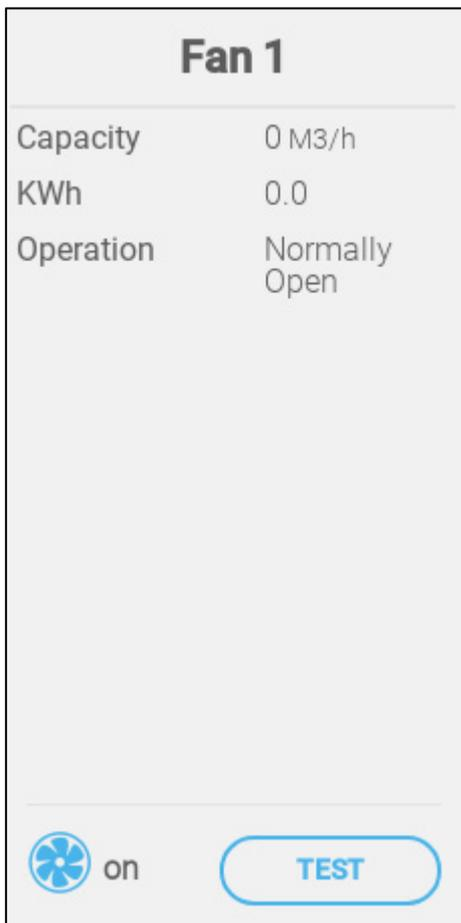 Fan 1
Capacity 0 M3/h
KWh 0.0
Operation Normally
Open
on TEST